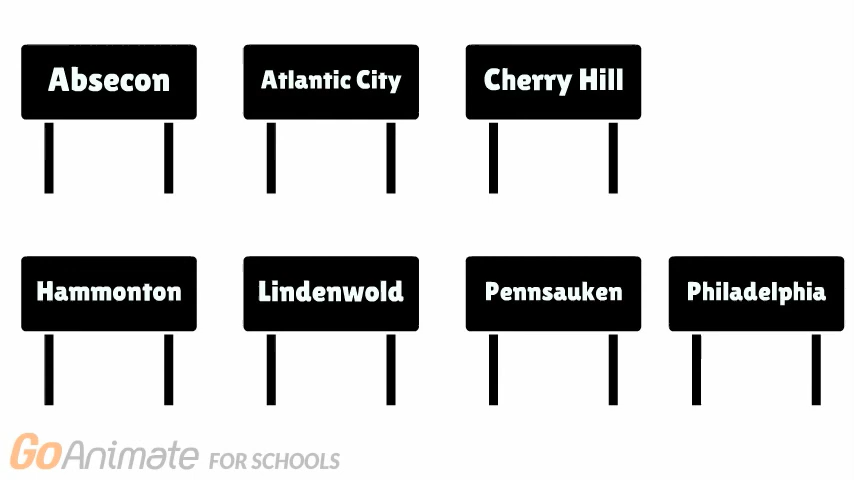 Absecon
Atlantic City
Cherry Hill
Hammonton
Lindenwold
Pennsauken
Philadelphia
GoAnimate FOR SCHOOLS